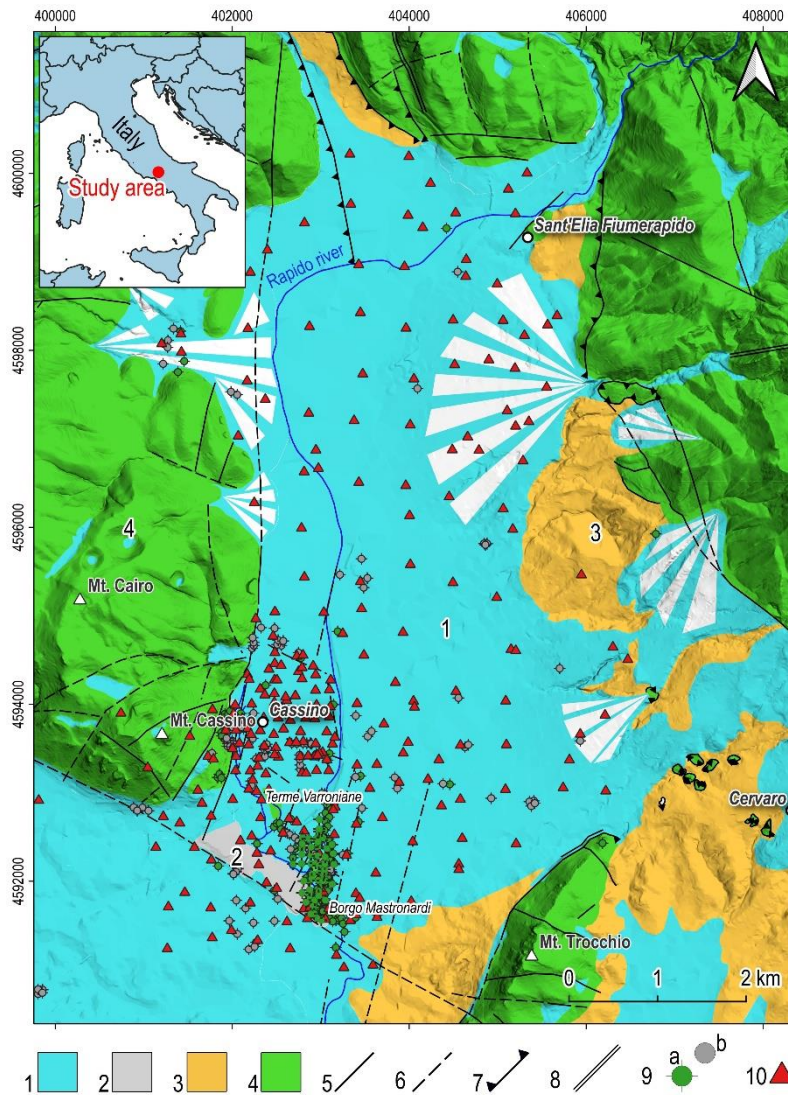 400000 402000 404000 406000 408000
4600000
4598000
4596000
4594000
4592000
Italy
Study area
Sant'Elia Fiumerapido
Rapido river
4
3
Mt. Cairo
1
Mt. Cassino
Cassino
Terme Varroniane
Cervaro
2
Borgo Mastronardi
Mt. Trocchio
0 1 2 km
1 2 3 4 5 6 7 8 9 a b 10